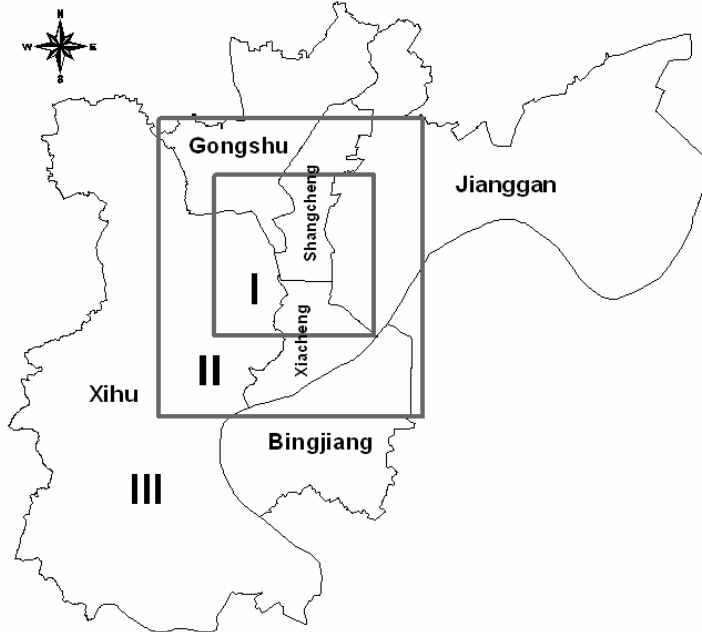 N
W E
S
Gongshu
Jianggan
Shangcheng
I
Xiacheng
II
Xihu
Bingjiang
III